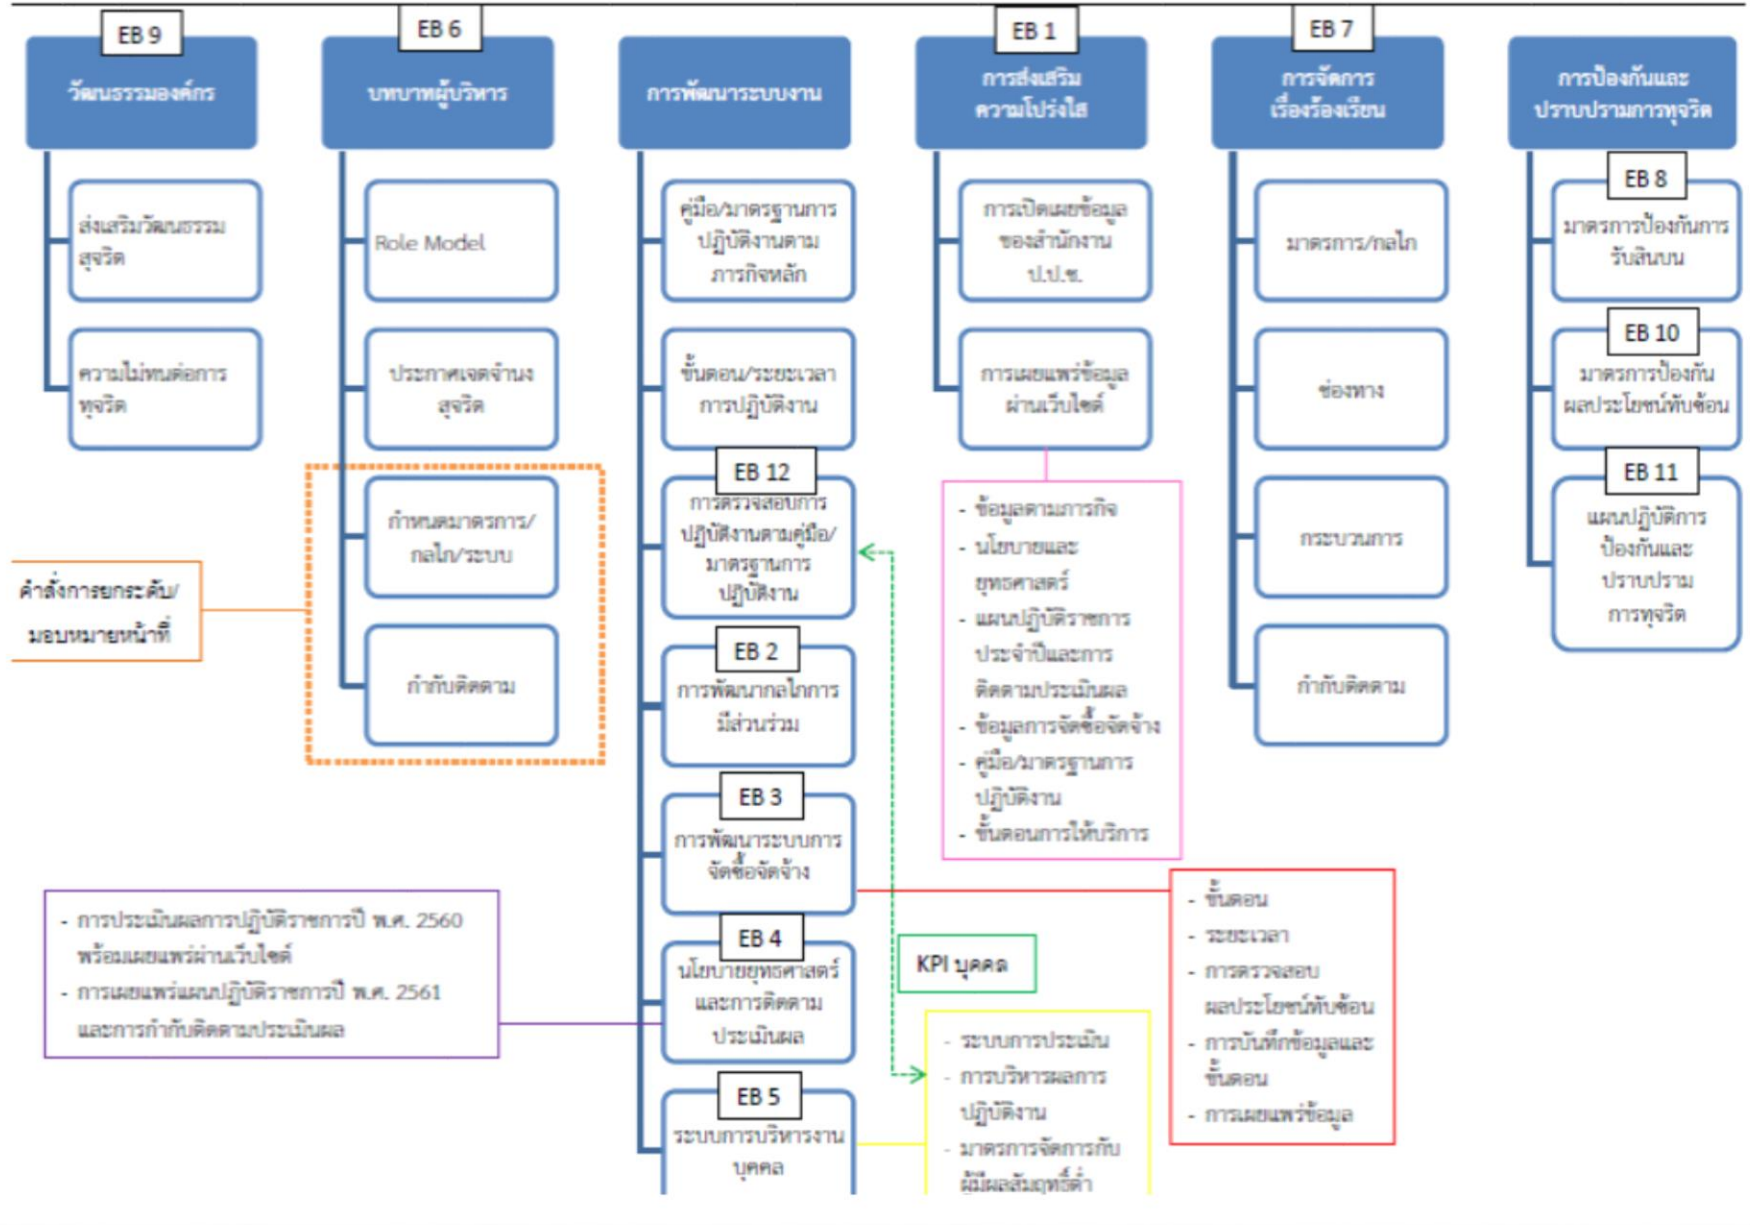 EB 9
วัฒนธรรมองค์กร
ส่งเสริมวัฒนธรรม
สุจริต
ความไม่ทนต่อการ
ทุจริต
EB 6
บทบาทผู้บริหาร
Role Model
ประกาศเจตจำนง
สุจริต
กำหนดมาตรการ/
กลไก/ระบบ
กำกับติดตาม
คำสั่งการยกระดับ/
มอบหมายหน้าที่
การพัฒนาระบบงาน
คู่มือ/มาตรฐานการ
ปฏิบัติงานตาม
ภารกิจหลัก
ขั้นตอน/ระยะเวลา
การปฏิบัติงาน
EB 12
การตรวจสอบการ
ปฏิบัติงานตามคู่มือ/
มาตรฐานการ
ปฏิบัติงาน
EB 2
การพัฒนากลไกการ
มีส่วนร่วม
EB 3
การพัฒนาระบบการ
จัดซื้อจัดจ้าง
EB 4
นโยบายยุทธศาสตร์
และการติดตาม
ประเมินผล
EB 5
ระบบการบริหารงาน
บุคคล
- การประเมินผลการปฏิบัติราชการปี พ.ศ. 2560
พร้อมเผยแพร่ผ่านเว็บไซต์
- การเผยแพร่แผนปฏิบัติราชการปี พ.ศ. 2561
และการกำกับติดตามประเมินผล
EB 1
การส่งเสริม
ความโปร่งใส
การเปิดเผยข้อมูล
ของสำนักงาน
ป.ป.ช.
การเผยแพร่ข้อมูล
ผ่านเว็บไซต์
- ข้อมูลตามภารกิจ
- นโยบายและ
ยุทธศาสตร์
- แผนปฏิบัติราชการ
ประจำปีและการ
ติดตามประเมินผล
- ข้อมูลการจัดซื้อจัดจ้าง
- คู่มือ/มาตรฐานการ
ปฏิบัติงาน
- ขั้นตอนการให้บริการ
KPI บุคคล
- ระบบการประเมิน
- การบริหารผลการ
ปฏิบัติงาน
- มาตรการจัดการกับ
ผู้มีผลสัมฤทธิ์ต่ำ
EB 7
การจัดการ
เรื่องร้องเรียน
มาตรการ/กลไก
ช่องทาง
กระบวนการ
กำกับติดตาม
- ขั้นตอน
- ระยะเวลา
- การตรวจสอบ
ผลประโยชน์ทับซ้อน
- การบันทึกข้อมูลและ
ขั้นตอน
- การเผยแพร่ข้อมูล
การป้องกันและ
ปราบปรามการทุจริต
EB 8
มาตรการป้องกันการ
รับสินบน
EB 10
มาตรการป้องกัน
ผลประโยชน์ทับซ้อน
EB 11
แผนปฏิบัติการ
ป้องกันและ
ปราบปราม
การทุจริต